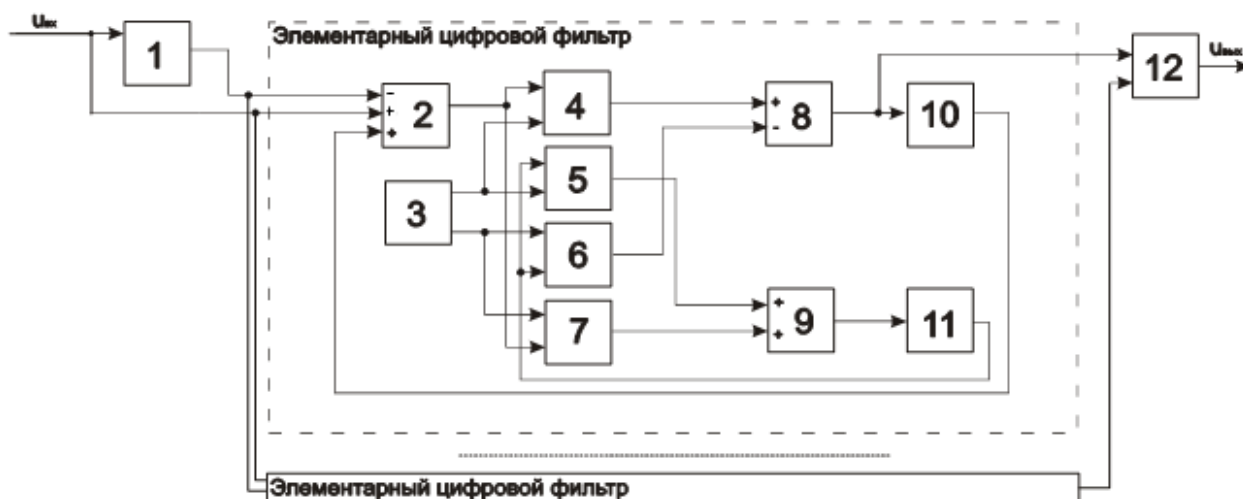 Uвх
Элементарный цифровой фильтр
1
2
3
4
5
6
7
8
9
10
11
12
Uвых
- + +
+ -
+ +
Элементарный цифровой фильтр